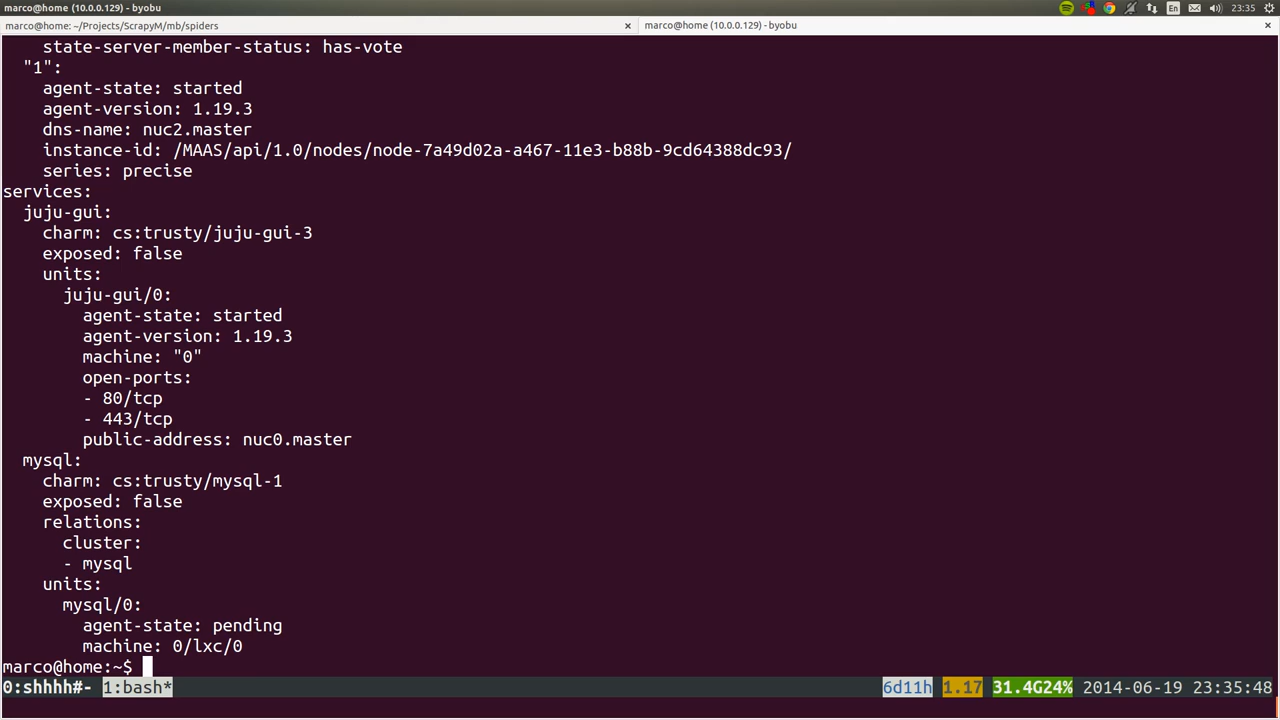 marco@home (10.0.0.129) - byobu
En
23:35
marco@home: ~/Projects/ScrapyM/mb/spiders
×
marco@home (10.0.0.129) - byobu
×
state-server-member-status: has-vote
"1":
agent-state: started
agent-version: 1.19.3
dns-name: nuc2.master
instance-id: /MAAS/api/1.0/nodes/node-7a49d02a-a467-11e3-b88b-9cd64388dc93/
series: precise
services:
juju-gui:
charm: cs:trusty/juju-gui-3
exposed: false
units:
juju-gui/0:
agent-state: started
agent-version: 1.19.3
machine: "0"
open-ports:
- 80/tcp
- 443/tcp
public-address: nuc0.master
mysql:
charm: cs:trusty/mysql-1
exposed: false
relations:
cluster:
- mysql
units:
mysql/0:
agent-state: pending
machine: 0/lxc/0
marco@home:~$
0:shhhh#- 1:bash* 6d11h 1.17 31.4G24% 2014-06-19 23:35:48